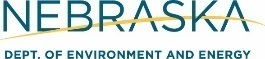 NEBRASKA
DEPT. OF ENVIRONMENT AND ENERGY